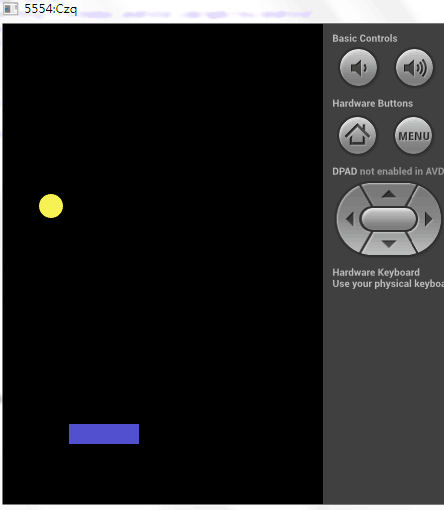 5554:Czq
Basic Controls
Hardware Buttons
MENU
DPAD not enabled in AVD
Hardware Keyboard
Use your physical keyboa